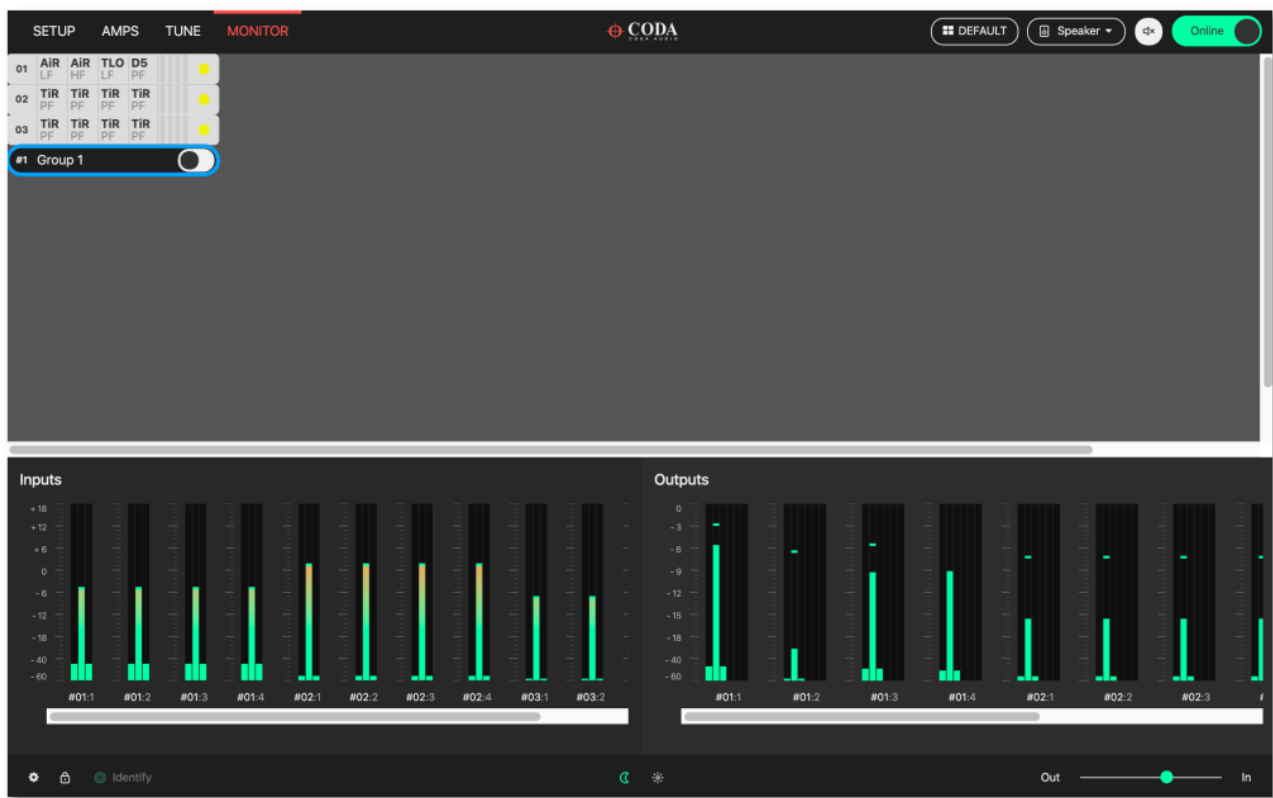 SETUP AMPS TUNE MONITOR CODA DEFAULT Speaker Online
CODA AUDIO
01 AiR AiR TLO D5
LF HF LF PF
02 TiR TiR TiR TiR
PF PF PF PF
03 TiR TiR TiR TiR
PF PF PF PF
#1 Group 1
Inputs Outputs
+18 0
+12 -3
+6 -6
0 -9
-6 -12
-12 -15
-18 -18
-40 -40
-60 -60
#01:1 #01:2 #01:3 #01:4 #02:1 #02:2 #02:3 #02:4 #03:1 #03:2 #01:1 #01:2 #01:3 #01:4 #02:1 #02:2 #02:3
Identify Out In